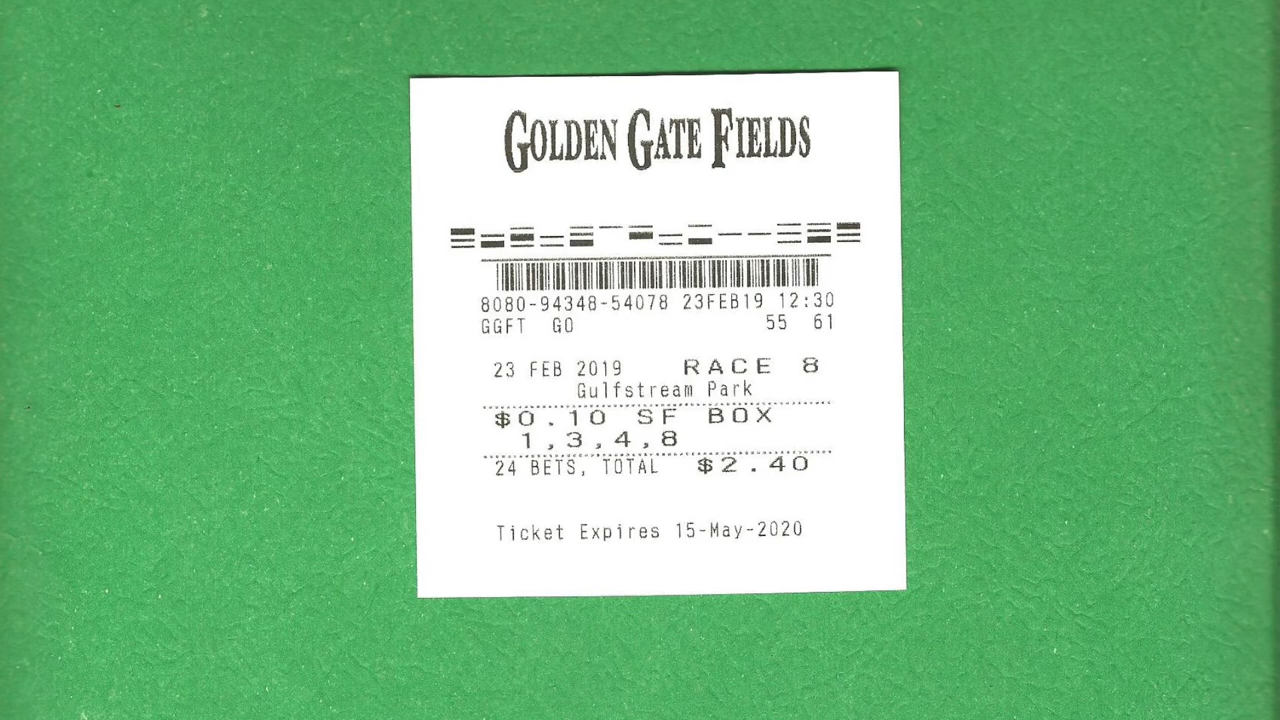 GOLDEN GATE FIELDS
8080-94348-54078 23FEB19 12:30
GGFT GO 55 61
23 FEB 2019 RACE 8
Gulfstream Park
$0.10 SF BOX
1,3,4,8
24 BETS, TOTAL $2.40
Ticket Expires 15-May-2020